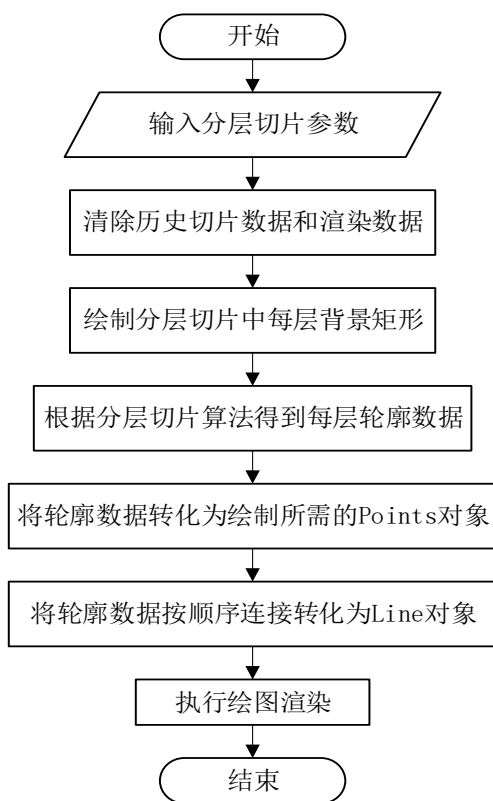 开始
输入分层切片参数
清除历史切片数据和渲染数据
绘制分层切片中每层背景矩形
根据分层切片算法得到每层轮廓数据
将轮廓数据转化为绘制所需的Points对象
将轮廓数据按顺序连接转化为Line对象
执行绘图渲染
结束